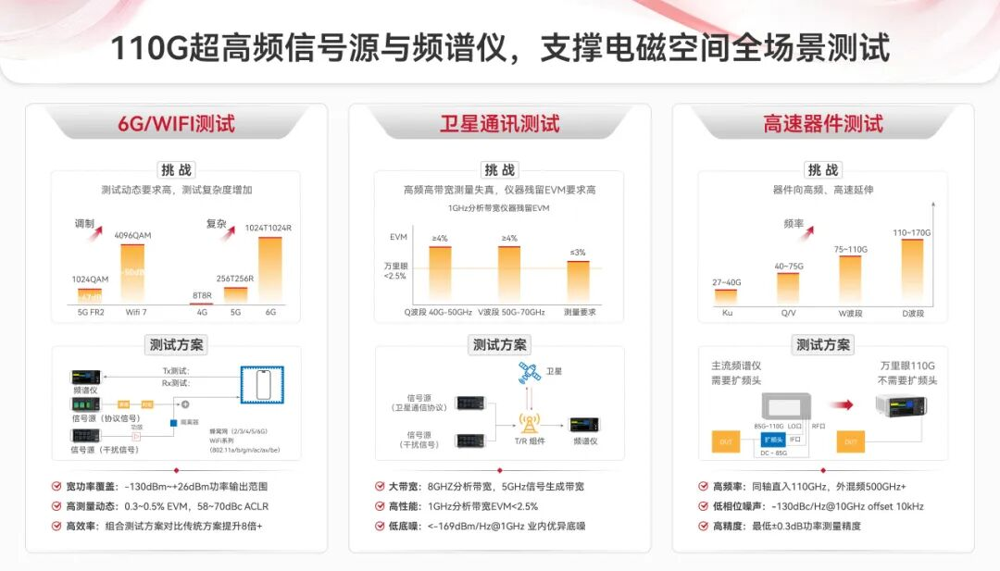 110G超高频信号源与频谱仪，支撑电磁空间全场景测试
6G/WIFI测试
挑 战
测试动态要求高，测试复杂度增加
调制
复杂
4096QAM
1024T1024R
1024QAM
256T256R
8T8R
5G FR2
Wifi 7
4G
5G
6G
测试方案
Tx测试:
Rx测试:
频谱仪
信号源（协议信号）
功放
隔离器
信号源（干扰信号）
蜂窝网（2/3/4/5/6G）
WiFi系列
（802.11a/b/g/n/ac/ax/be）
宽功率覆盖：-130dBm~+26dBm功率输出范围
高测量动态：0.3~0.5% EVM，58~70dBc ACLR
高效率：组合测试方案对比传统方案提升8倍+
卫星通讯测试
挑 战
高频高带宽测量失真，仪器残留EVM要求高
1GHz分析带宽仪器残留EVM
EVM
≥4%
≥4%
≤3%
万里眼
<2.5%
Q波段 40G-50GHz
V波段 50G-70GHz
测量要求
测试方案
卫星
信号源
（卫星通信协议）
信号源
（干扰信号）
T/R 组件
频谱仪
大带宽：8GHZ分析带宽，5GHz信号生成带宽
高性能：1GHz分析带宽EVM<2.5%
低底噪：<-169dBm/Hz@1GHz 业内优异底噪
高速器件测试
挑 战
器件向高频、高速延伸
频率
110~170G
75~110G
40~75G
27~40G
Ku
Q/V
W波段
D波段
测试方案
主流频谱仪
需要扩频头
万里眼110G
不需要扩频头
85G~110G
LO口
RF口
IF口
DUT
扩频头
DC ~ 85G
DUT
高频率：同轴直入110GHz，外混频500GHz+
低相位噪声：-130dBc/Hz@10GHz offset 10kHz
高精度：最低±0.3dB功率测量精度